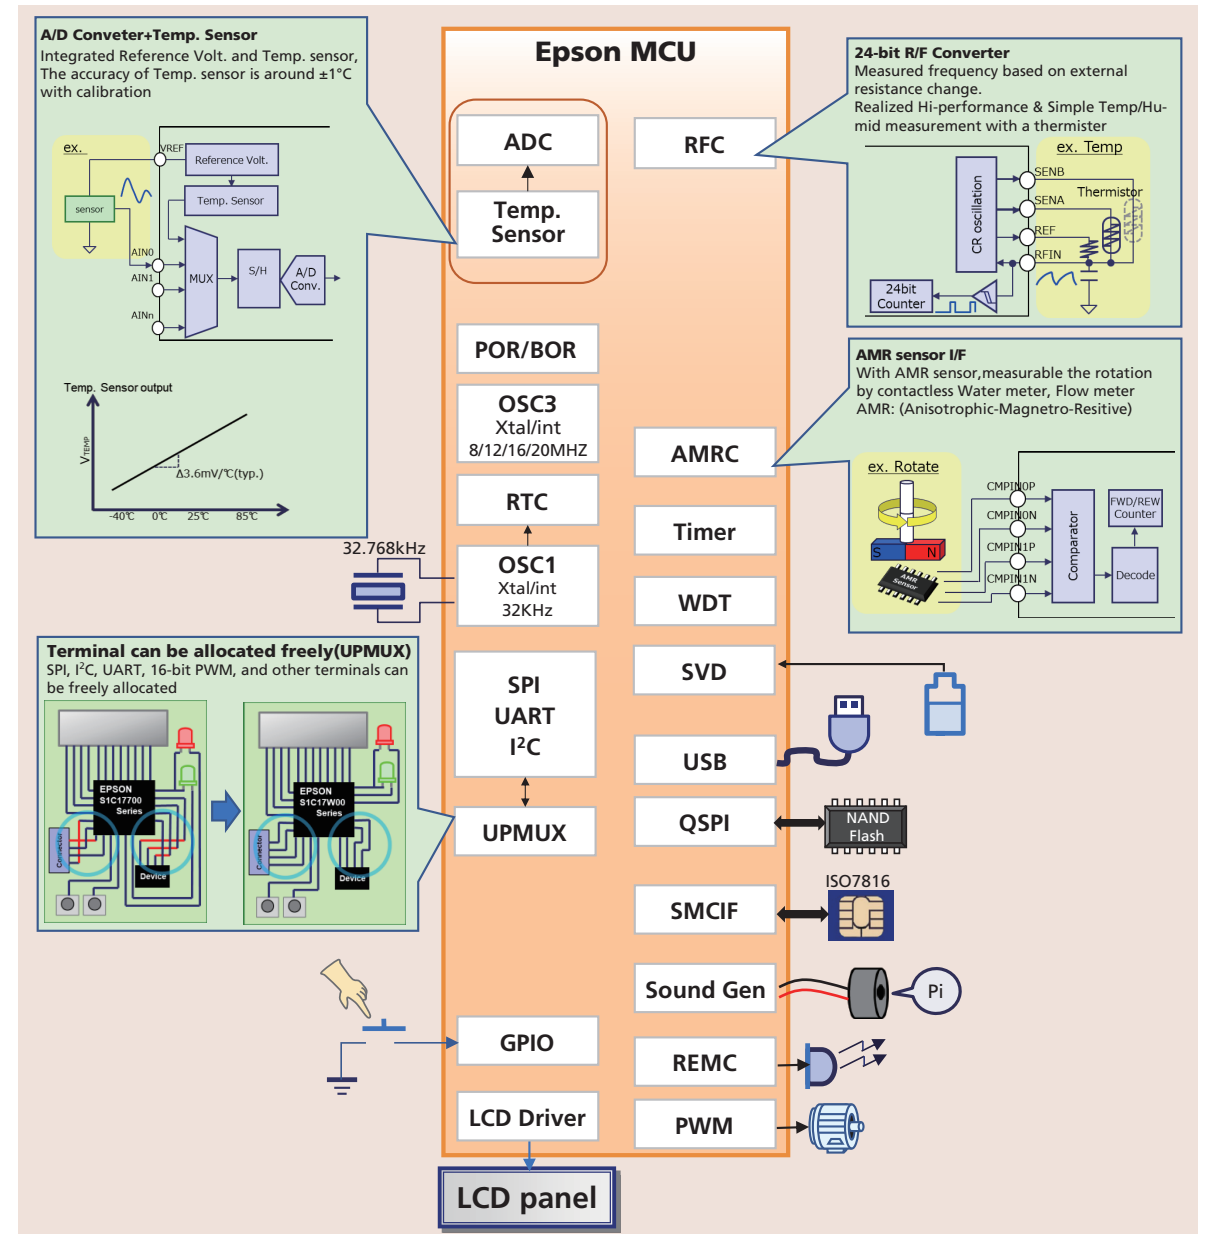 A/D Conveter+Temp. Sensor
Integrated Reference Volt. and Temp. sensor,
The accuracy of Temp. sensor is around ±1°C
with calibration
ex.
VREF
Reference Volt.
Temp. Sensor
sensor
AIN0
AIN1
AINn
MUX
S/H
A/D
Conv.
Temp. Sensor output
VTEMP
Δ3.6mV/℃(typ.)
-40℃ 0℃ 25℃ 85℃
Epson MCU
ADC
Temp.
Sensor
POR/BOR
OSC3
Xtal/int
8/12/16/20MHZ
RTC
32.768kHz
OSC1
Xtal/int
32KHz
SPI
UART
I²C
UPMUX
GPIO
LCD Driver
LCD panel
RFC
AMRC
Timer
WDT
SVD
USB
QSPI
NAND
Flash
SMCIF
ISO7816
Sound Gen
Pi
REMC
PWM
24-bit R/F Converter
Measured frequency based on external
resistance change.
Realized Hi-performance & Simple Temp/Hu-
mid measurement with a thermister
ex. Temp
SENB
Thermistor
SENA
REF
RFIN
CR oscillation
24bit
Counter
AMR sensor I/F
With AMR sensor,measurable the rotation
by contactless Water meter, Flow meter
AMR: (Anisotrophic-Magnetro-Resitive)
ex. Rotate
S N
AMR
Sensor
CMPIN0P
CMPIN0N
CMPIN1P
CMPIN1N
Comparator
FWD/REW
Counter
Decode
Terminal can be allocated freely(UPMUX)
SPI, I²C, UART, 16-bit PWM, and other terminals can
be freely allocated
EPSON
S1C17700
Series
Connector
Device
EPSON
S1C17W00
Series
Connector
Device